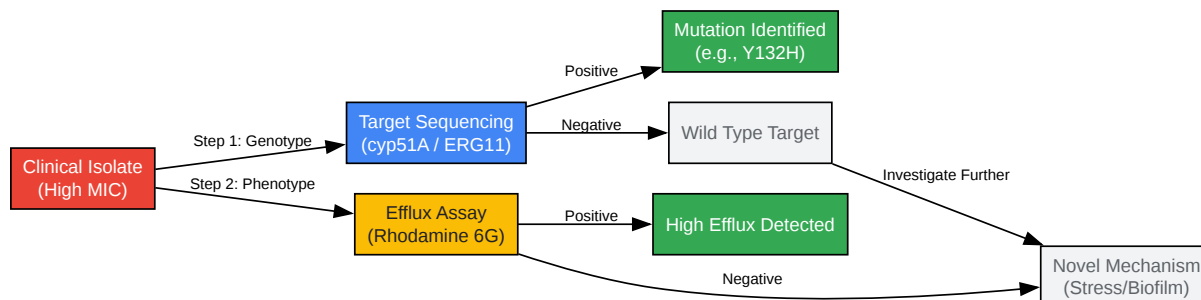 Mutation Identified
(e.g., Y132H)
Positive
Target Sequencing
(cyp51A / ERG11)
Negative
Wild Type Target
Step 1: Genotype
Clinical Isolate
(High MIC)
Step 2: Phenotype
Investigate Further
Efflux Assay
(Rhodamine 6G)
Positive
High Efflux Detected
Negative
Novel Mechanism
(Stress/Biofilm)